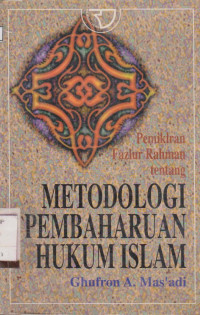 Pemikiran
Fazlur Rahman
tentang
METODOLOGI
PEMBAHARUAN
HUKUM ISLAM
Ghufron A. Mas'adi